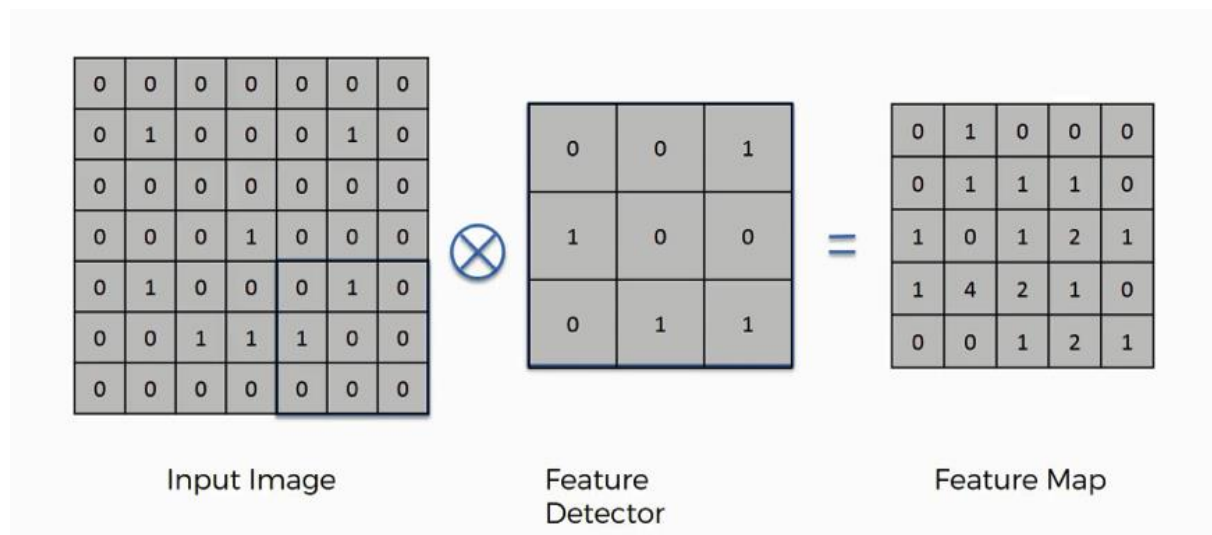 0 0 0 0 0 0 0
0 1 0 0 0 1 0
0 0 0 0 0 0 0
0 0 0 1 0 0 0
0 1 0 0 0 1 0
0 0 1 1 1 0 0
0 0 0 0 0 0 0
Input Image
0 0 1
1 0 0
0 1 1
Feature
Detector
=
0 1 0 0 0
0 1 1 1 0
1 0 1 2 1
1 4 2 1 0
0 0 1 2 1
Feature Map